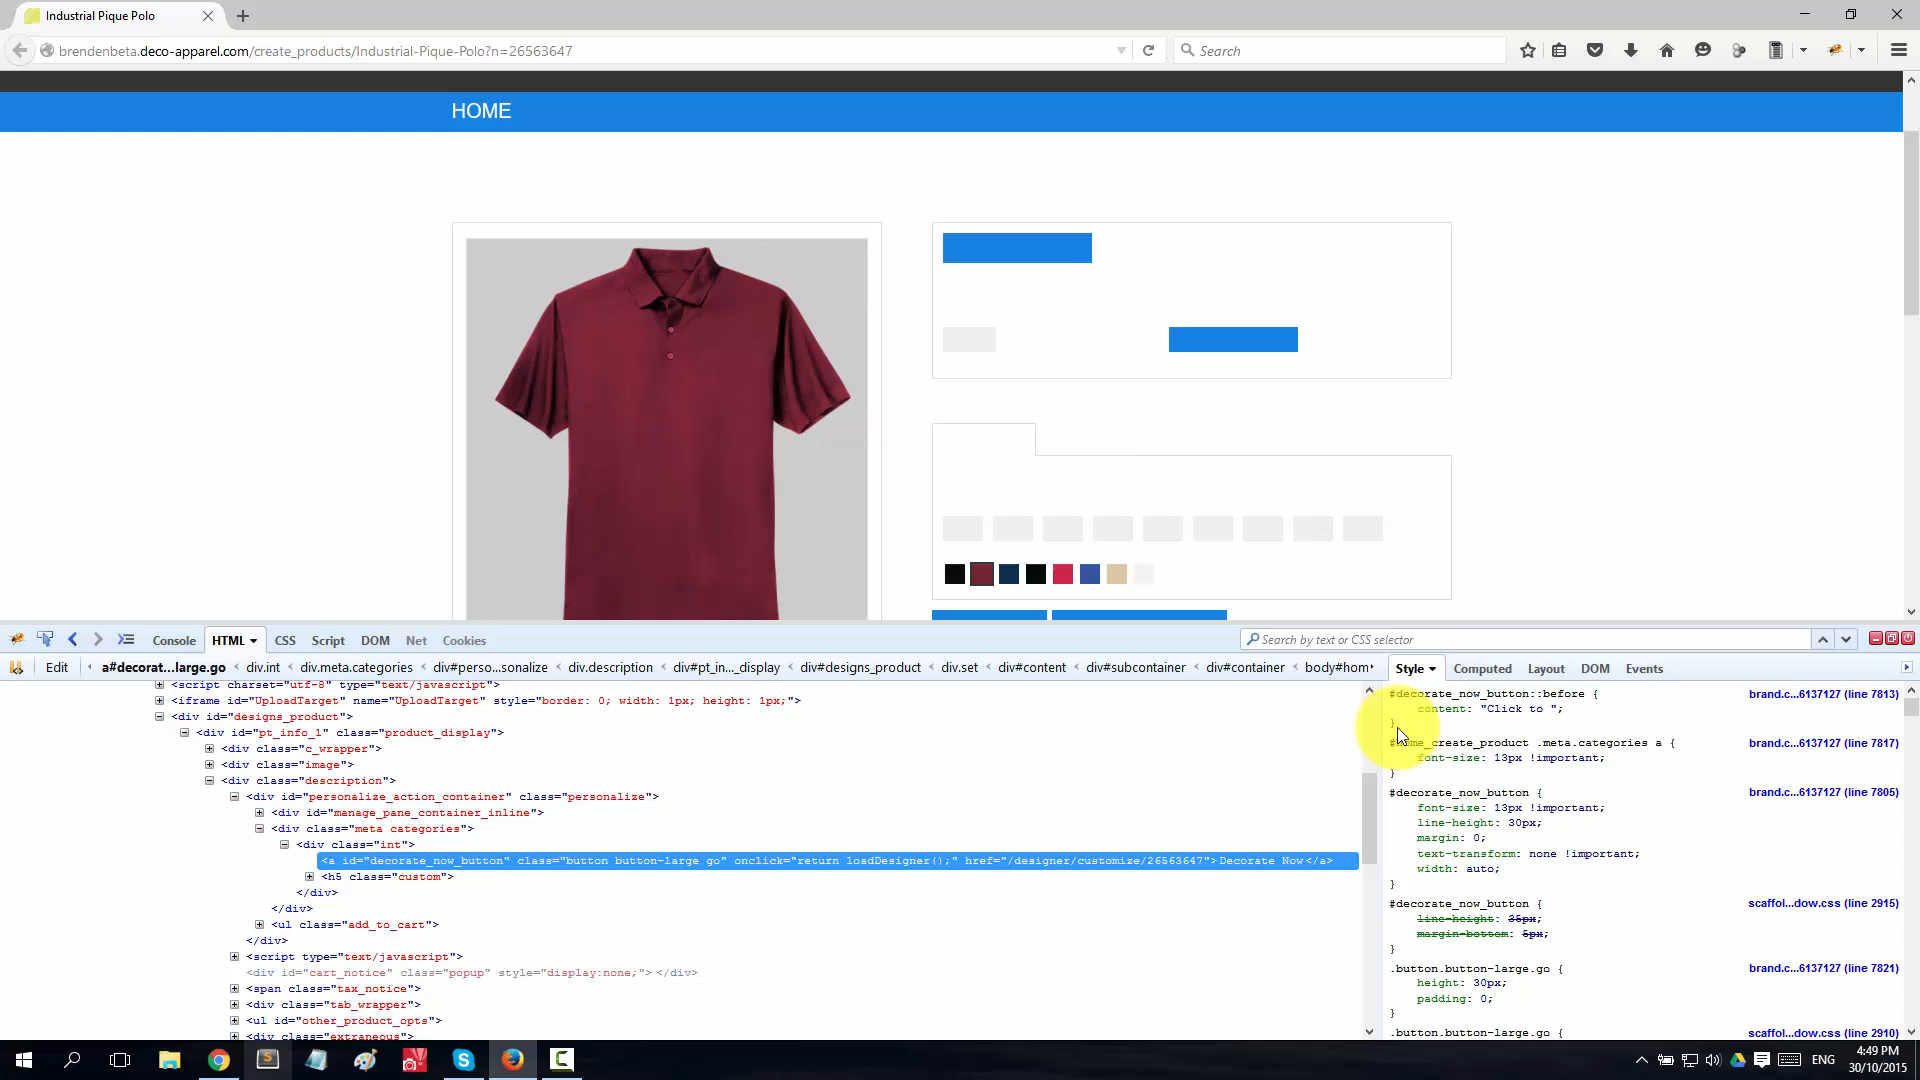 Industrial Pique Polo
brendenbeta.deco-apparel.com/create_products/Industrial-Pique-Polo?n=26563647
Search
HOME
Console HTML CSS Script DOM Net Cookies
Search by text or CSS selector
Edit a#decorat...large.go < div.int < div.meta.categories < div#perso...sonalize < div.description < div#pt_in..._display < div#designs_product < div.set < div#content < div#subcontainer < div#container < body#hom
Style Computed Layout DOM Events
<script charset="utf-8" type="text/javascript">
<iframe id="UploadTarget" name="UploadTarget" style="border: 0; width: 1px; height: 1px;">
<div id="designs_product">
<div id="pt_info_1" class="product_display">
<div class="c_wrapper">
<div class="image">
<div class="description">
<div id="personalize_action_container" class="personalize">
<div id="manage_pane_container_inline">
<div class="meta categories">
<div class="int">
<a id="decorate_now_button" class="button button-large go" onclick="return loadDesigner();" href="/designer/customize/26563647">Decorate Now</a>
<h5 class="custom">
</div>
</div>
<ul class="add_to_cart">
</div>
<script type="text/javascript">
<div id="cart_notice" class="popup" style="display:none;"> </div>
<span class="tax_notice">
<div class="tab_wrapper">
<ul id="other_product_opts">
<div class="extraneous">
#decorate_now_button::before { brand.c...6137127 (line 7813)
content: "Click to ";
}
_create_product .meta.categories a { brand.c...6137127 (line 7817)
font-size: 13px !important;
}
#decorate_now_button { brand.c...6137127 (line 7805)
font-size: 13px !important;
line-height: 30px;
margin: 0;
text-transform: none !important;
width: auto;
}
#decorate_now_button { scaffol...dow.css (line 2915)
line-height: 35px;
margin-bottom: 5px;
}
.button.button-large.go { brand.c...6137127 (line 7821)
height: 30px;
padding: 0;
}
.button.button-large.go { scaffol...dow.css (line 2910)
ENG
4:49 PM
30/10/2015